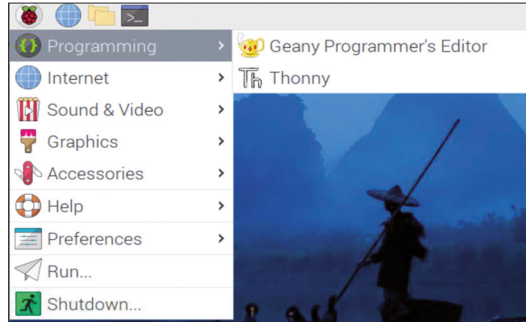 Programming
Geany Programmer's Editor
Internet
Thonny
Sound & Video
Graphics
Accessories
Help
Preferences
Run...
Shutdown...